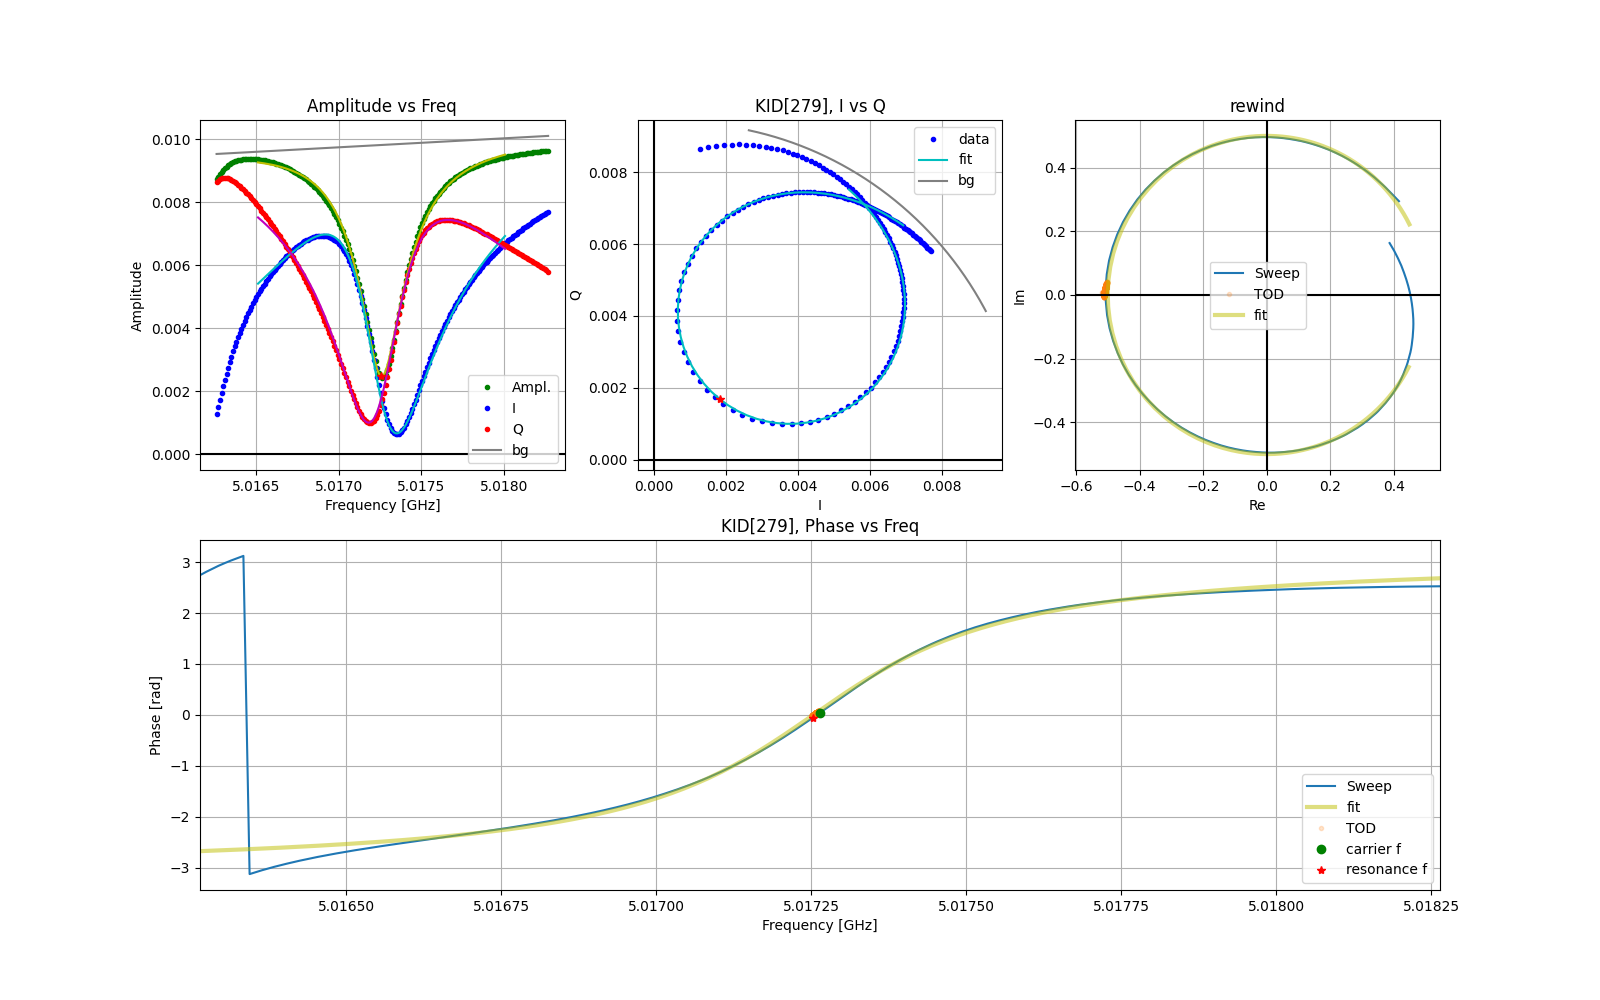 Amplitude vs Freq
Amplitude
0.010
0.008
0.006
0.004
0.002
0.000
5.0165
5.0170
5.0175
5.0180
Frequency [GHz]
Ampl.
I
Q
bg
KID[279], I vs Q
Q
0.008
0.006
0.004
0.002
0.000
0.000
0.002
0.004
0.006
0.008
I
data
fit
bg
rewind
Im
0.4
0.2
0.0
−0.2
−0.4
−0.6
−0.4
−0.2
0.0
0.2
0.4
Re
Sweep
TOD
fit
KID[279], Phase vs Freq
Phase [rad]
3
2
1
0
−1
−2
−3
5.01650
5.01675
5.01700
5.01725
5.01750
5.01775
5.01800
5.01825
Frequency [GHz]
Sweep
fit
TOD
carrier f
resonance f